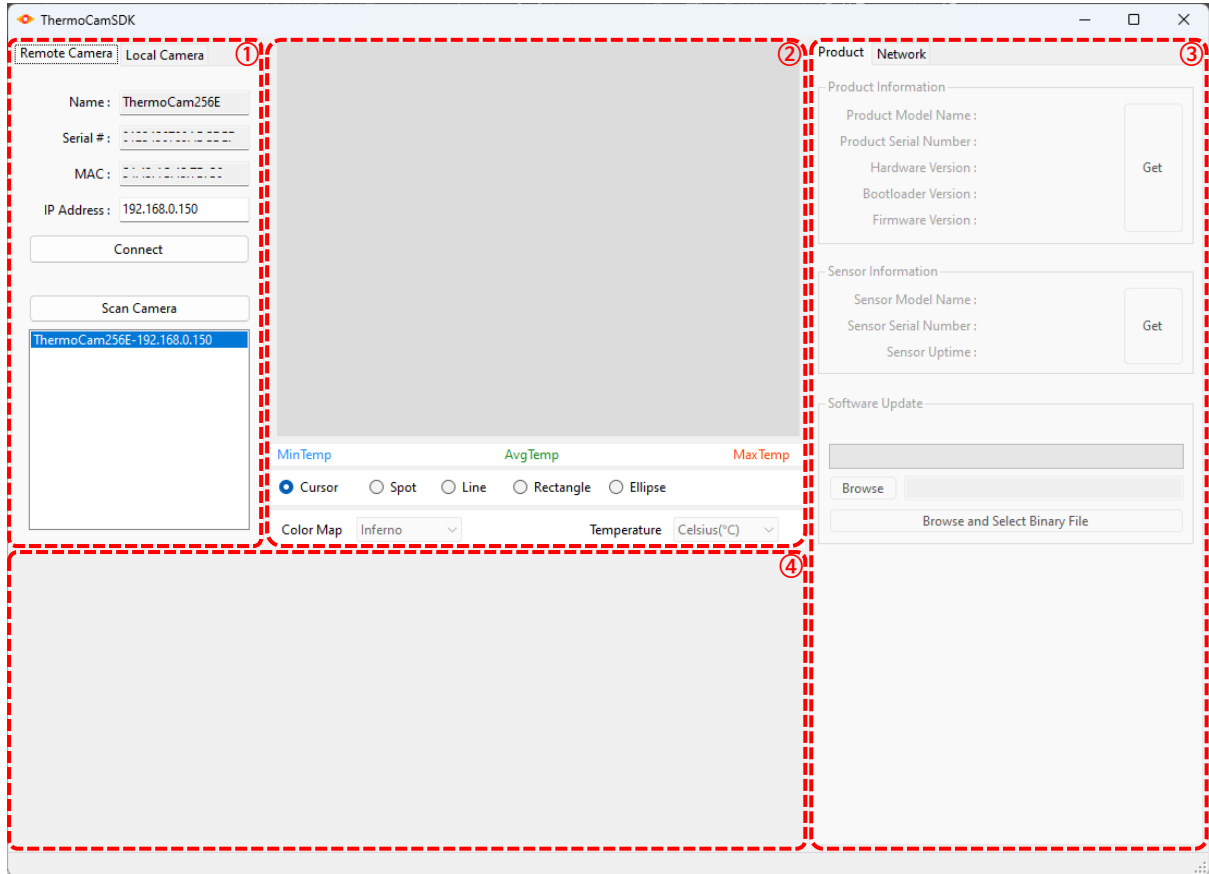 ThermoCamSDK
Remote Camera Local Camera ①
Name : ThermoCam256E
Serial # :
MAC :
IP Address : 192.168.0.150
Connect
Scan Camera
ThermoCam256E-192.168.0.150
②
MinTemp AvgTemp MaxTemp
Cursor Spot Line Rectangle Ellipse
Color Map Inferno Temperature Celsius(°C)
Product Network ③
Product Information
Product Model Name :
Product Serial Number :
Hardware Version :
Bootloader Version :
Firmware Version :
Get
Sensor Information
Sensor Model Name :
Sensor Serial Number :
Sensor Uptime :
Get
Software Update
Browse
Browse and Select Binary File
④